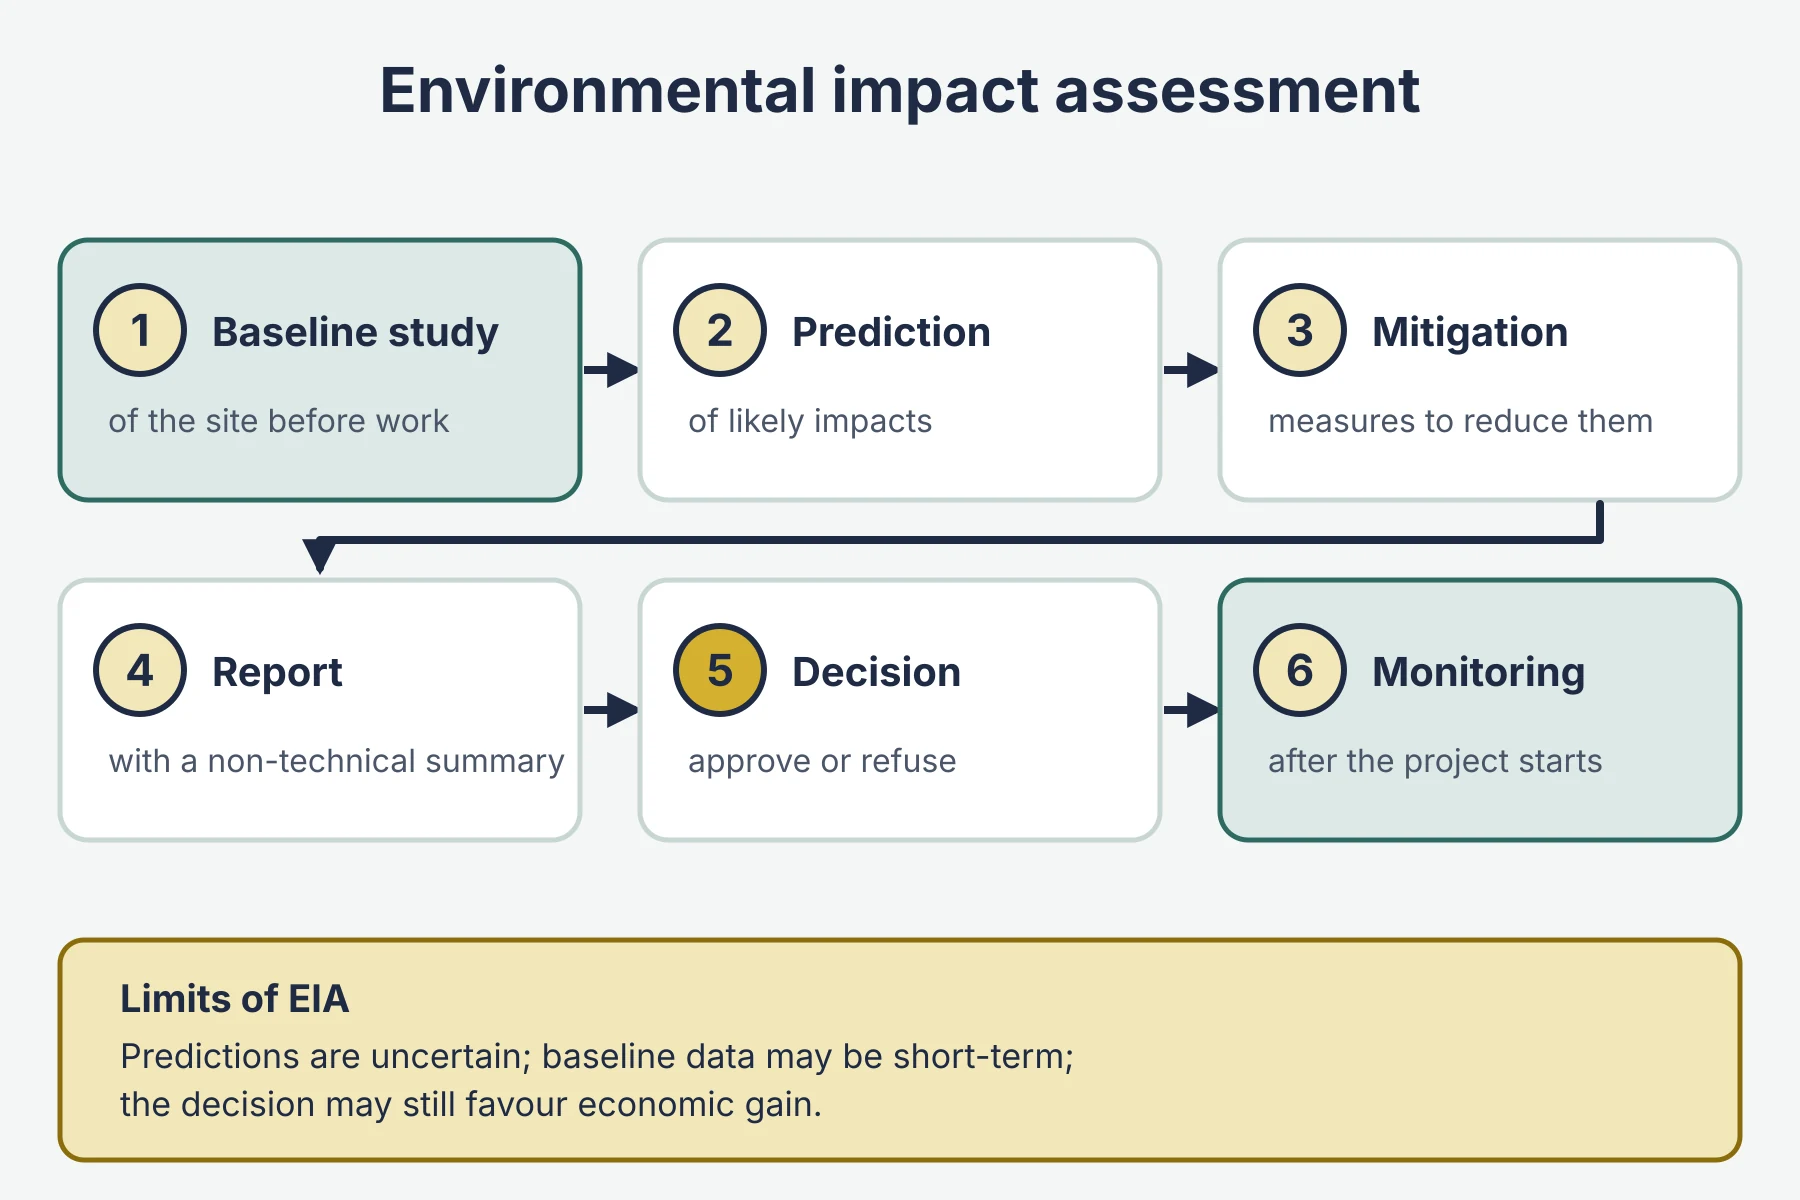 Environmental impact assessment
1 Baseline study
of the site before work
2 Prediction
of likely impacts
3 Mitigation
measures to reduce them
4 Report
with a non-technical summary
5 Decision
approve or refuse
6 Monitoring
after the project starts
Limits of EIA
Predictions are uncertain; baseline data may be short-term;
the decision may still favour economic gain.